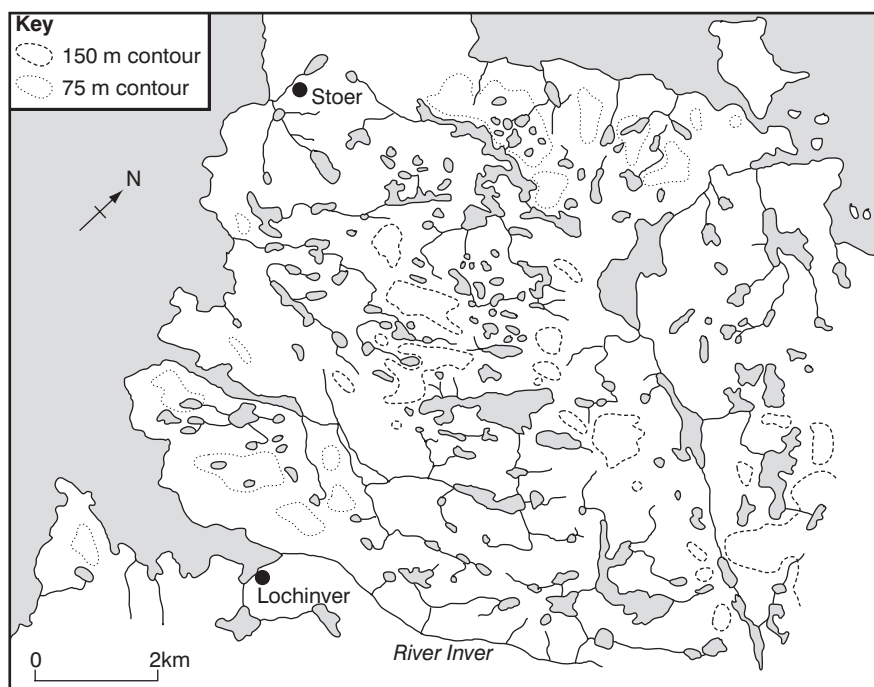 Key
150 m contour
75 m contour
Stoer
N
Lochinver
River Inver
0 2km